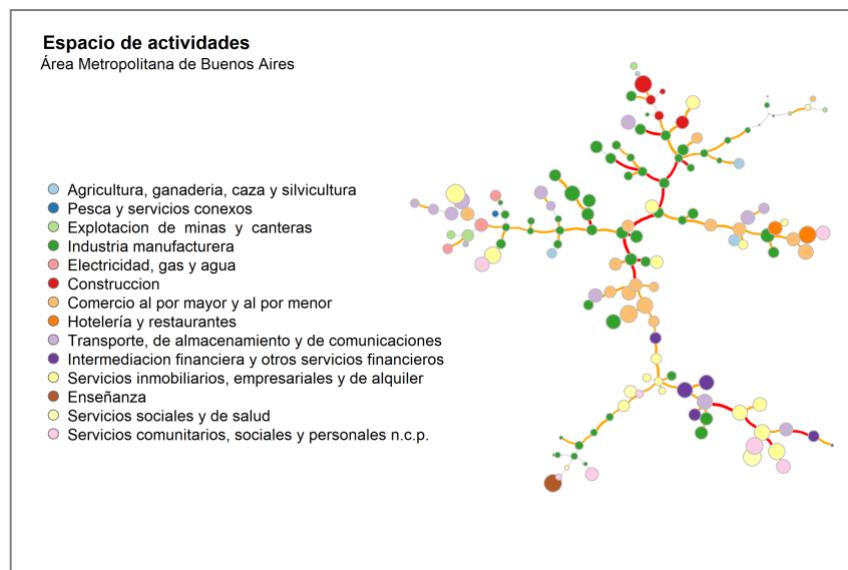 Espacio de actividades
Área Metropolitana de Buenos Aires
Agricultura, ganaderia, caza y silvicultura
Pesca y servicios conexos
Explotacion de minas y canteras
Industria manufacturera
Electricidad, gas y agua
Construccion
Comercio al por mayor y al por menor
Hotelería y restaurantes
Transporte, de almacenamiento y de comunicaciones
Intermediacion financiera y otros servicios financieros
Servicios inmobiliarios, empresariales y de alquiler
Enseñanza
Servicios sociales y de salud
Servicios comunitarios, sociales y personales n.c.p.